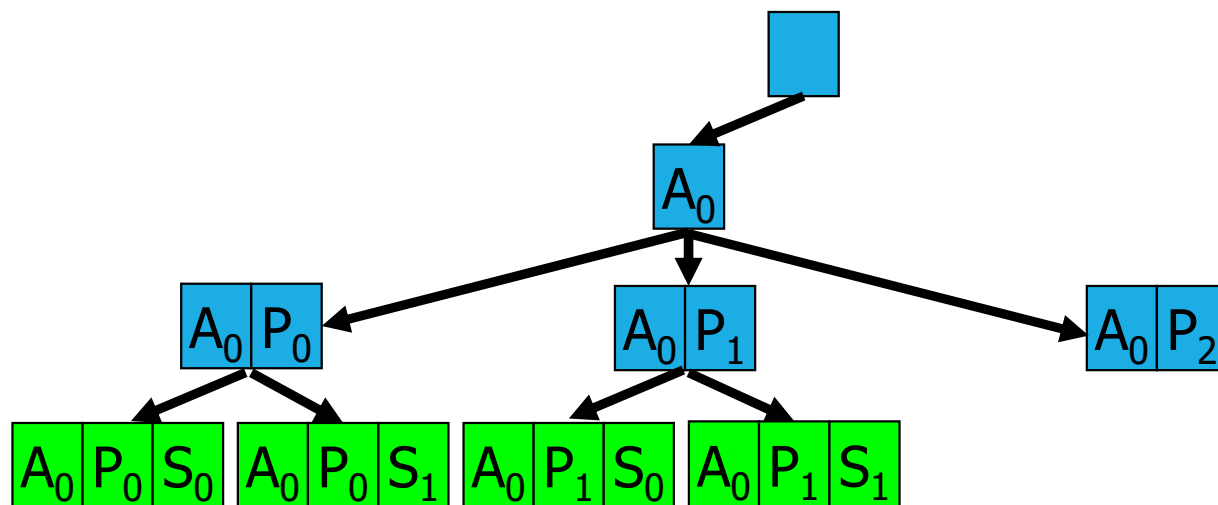 A₀
A₀ P₀ A₀ P₁ A₀ P₂
A₀ P₀ S₀ A₀ P₀ S₁ A₀ P₁ S₀ A₀ P₁ S₁